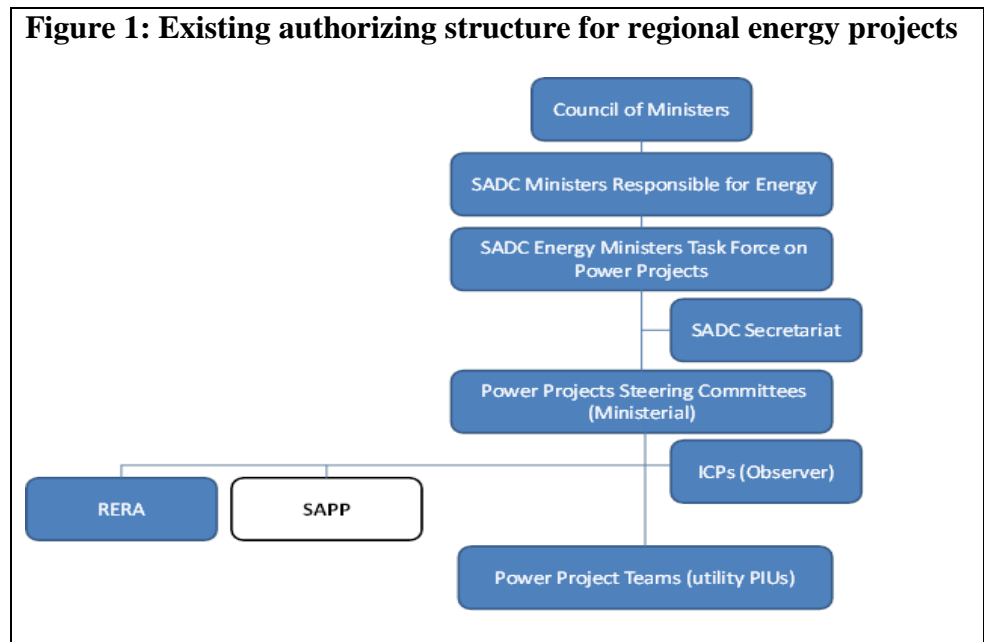 Figure 1: Existing authorizing structure for regional energy projects
Council of Ministers
SADC Ministers Responsible for Energy
SADC Energy Ministers Task Force on
Power Projects
SADC Secretariat
Power Projects Steering Committees
(Ministerial)
ICPs (Observer)
RERA
SAPP
Power Project Teams (utility PIUs)